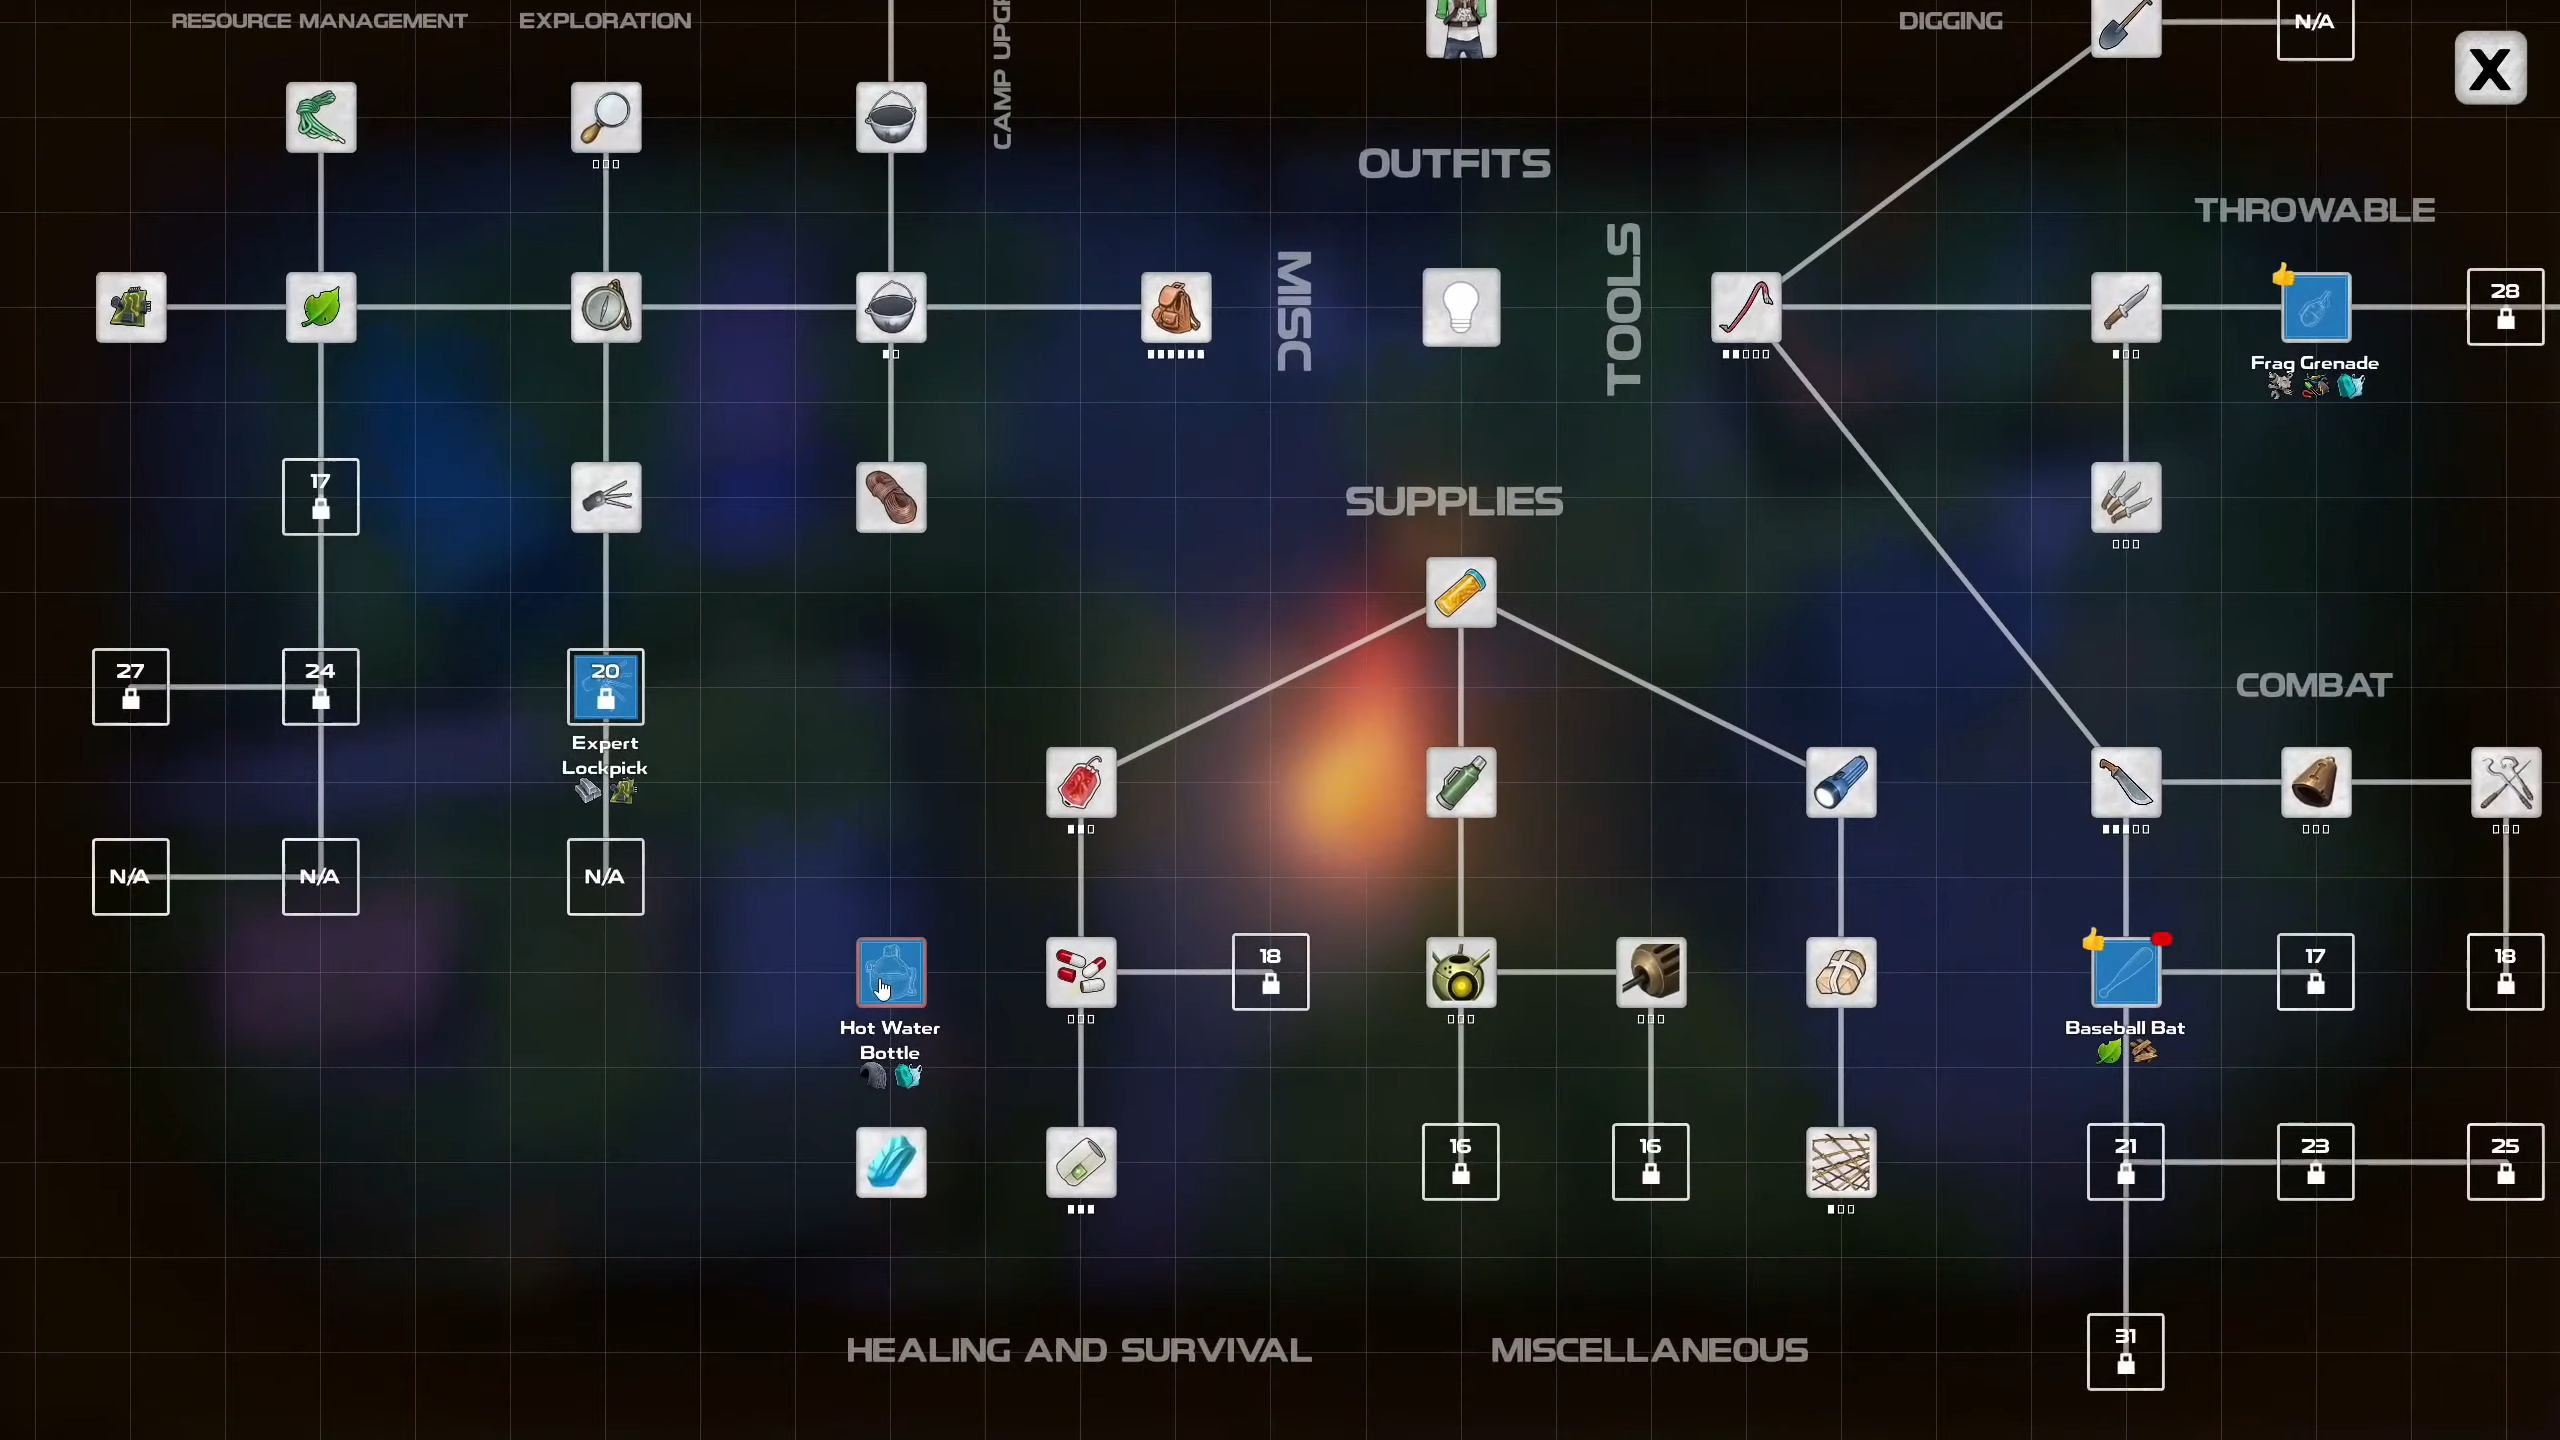 RESOURCE MANAGEMENT
EXPLORATION
CAMP UPGR
DIGGING
N/A
X
OUTFITS
THROWABLE
MISC
TOOLS
28
Frag Grenade
17
SUPPLIES
27
24
20
Expert
Lockpick
COMBAT
N/A
N/A
N/A
18
17
18
Hot Water
Bottle
Baseball Bat
16
16
21
23
25
31
HEALING AND SURVIVAL
MISCELLANEOUS